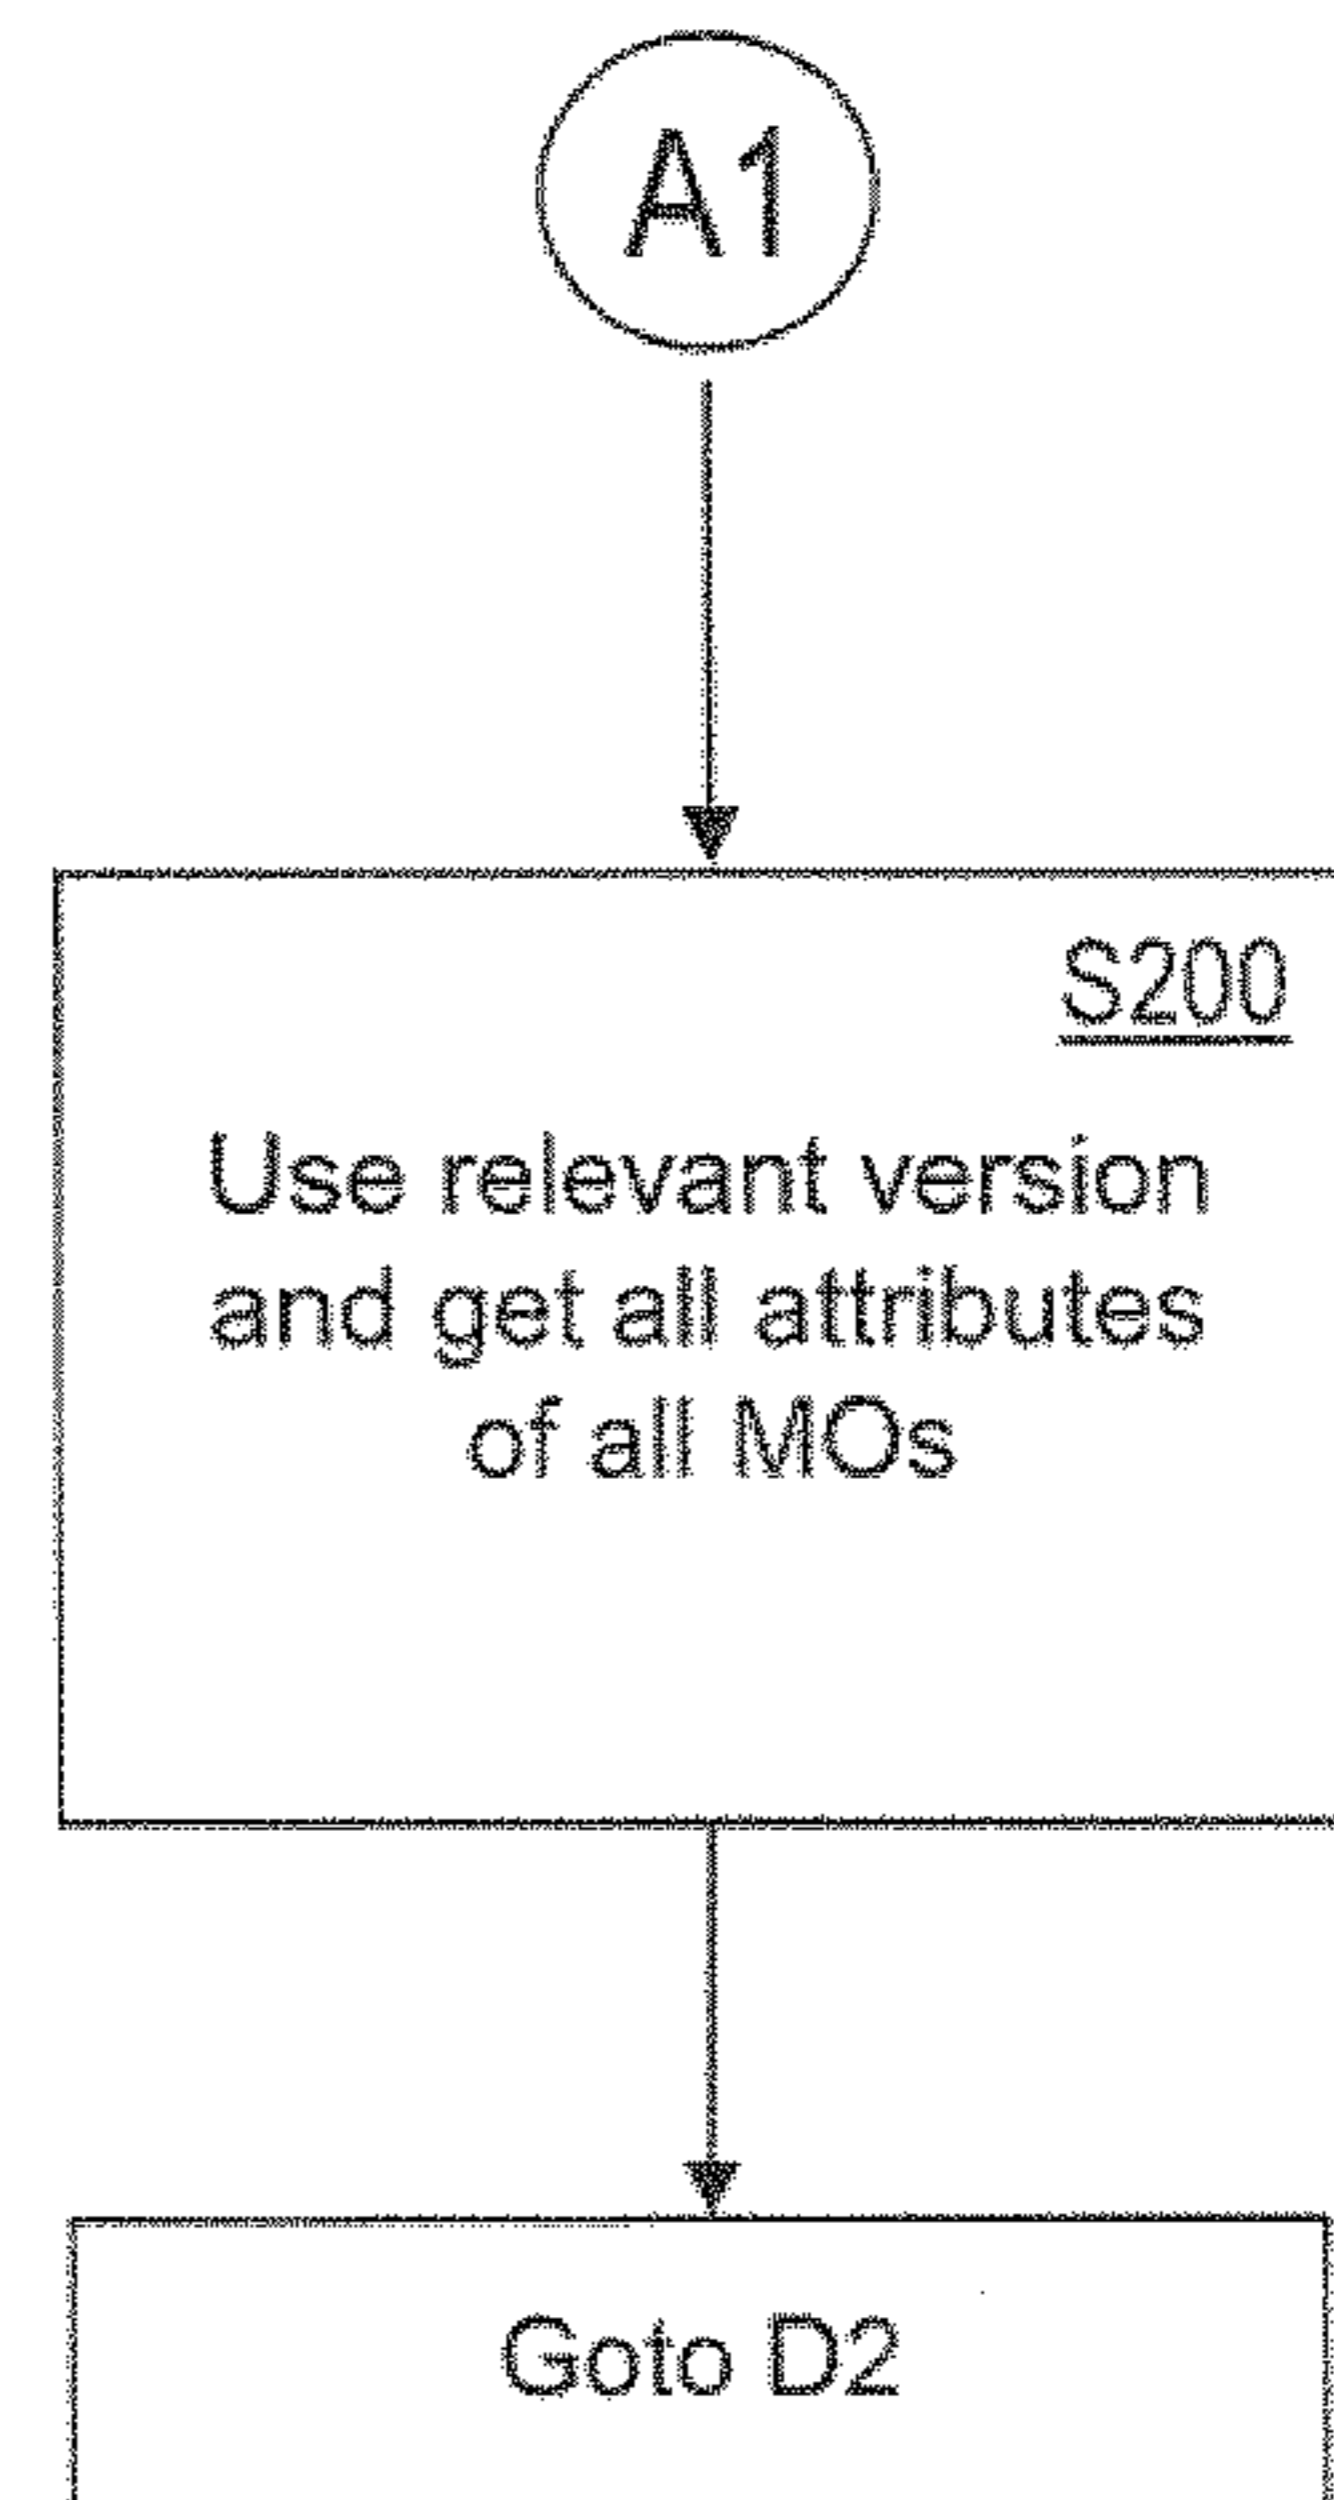 A1
S200
Use relevant version
and get all attributes
of all MOs
Goto D2